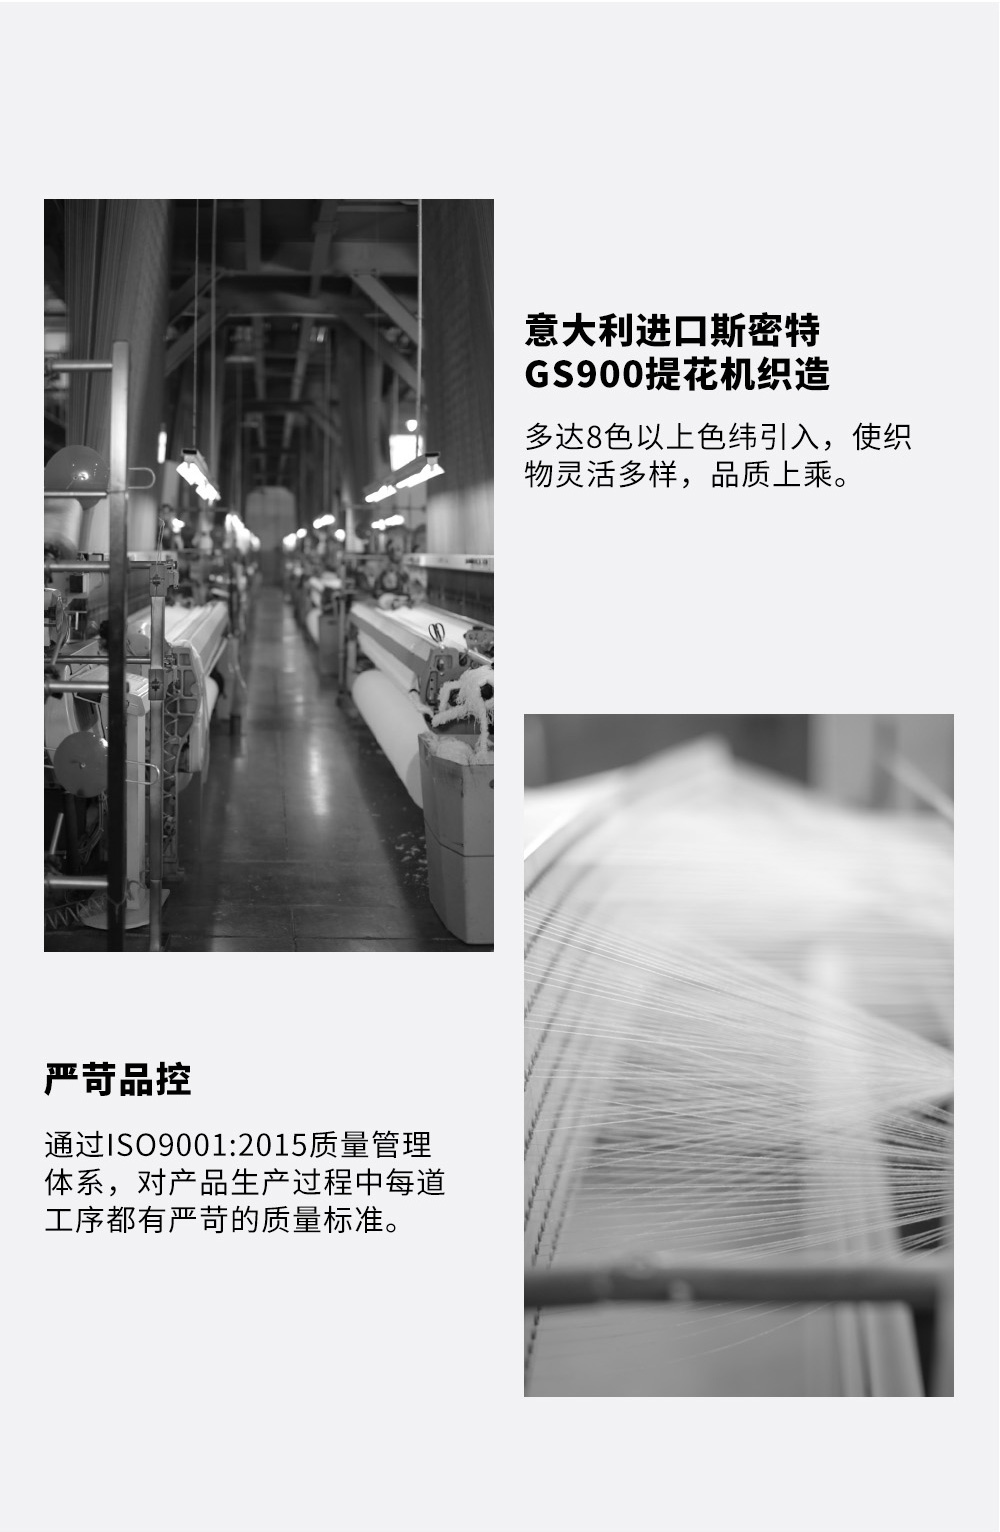 意大利进口斯密特
GS900提花机织造
多达8色以上色纬引入，使织
物灵活多样，品质上乘。
严苛品控
通过ISO9001:2015质量管理
体系，对产品生产过程中每道
工序都有严苛的质量标准。